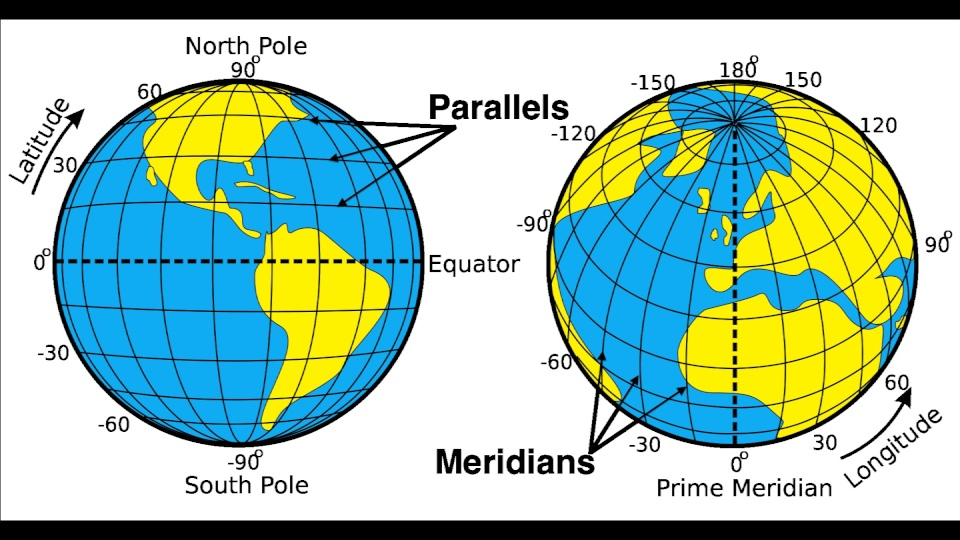 North Pole
90°
60
Latitude
30
0°
Equator
-30
-60
-90°
South Pole
Parallels
Meridians
180°
-150
150
-120
120
-90°
90°
-60
60
-30
30
0°
Prime Meridian
Longitude